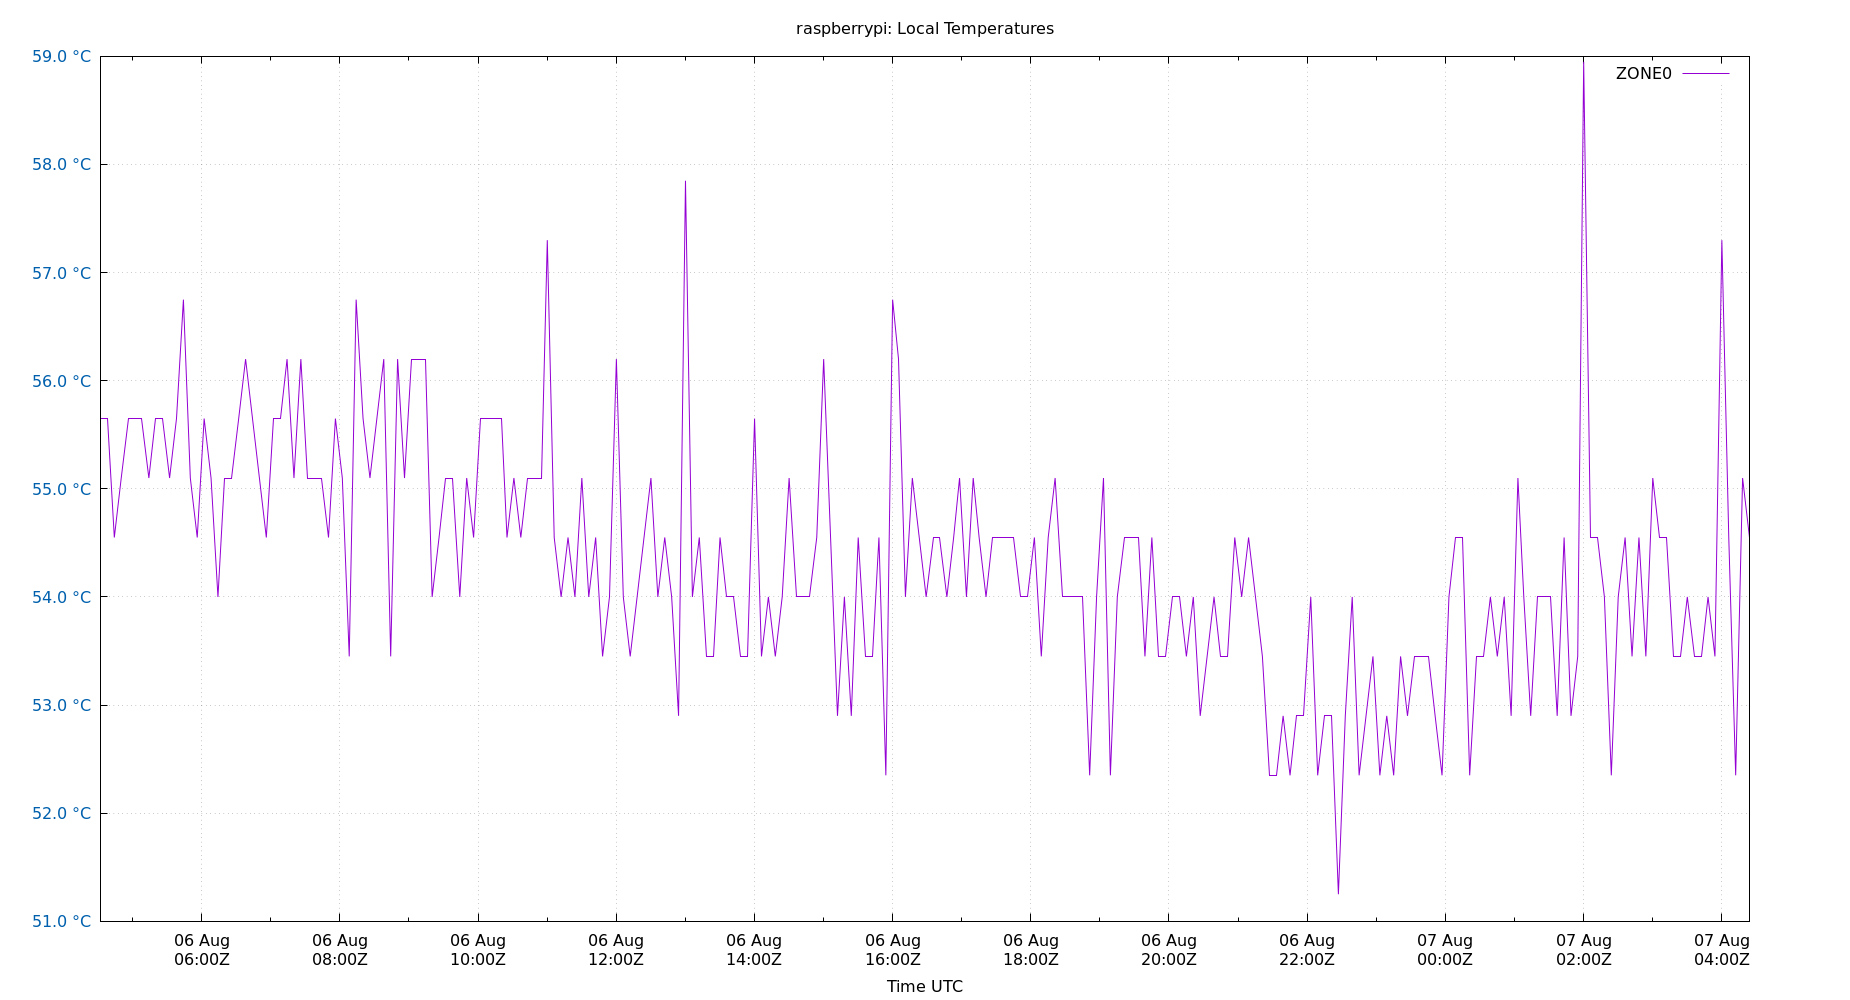 raspberrypi: Local Temperatures
59.0 °C
58.0 °C
57.0 °C
56.0 °C
55.0 °C
54.0 °C
53.0 °C
52.0 °C
51.0 °C
ZONE0
06 Aug 06 Aug 06 Aug 06 Aug 06 Aug 06 Aug 06 Aug 06 Aug 06 Aug 07 Aug 07 Aug 07 Aug
06:00Z 08:00Z 10:00Z 12:00Z 14:00Z 16:00Z 18:00Z 20:00Z 22:00Z 00:00Z 02:00Z 04:00Z
Time UTC